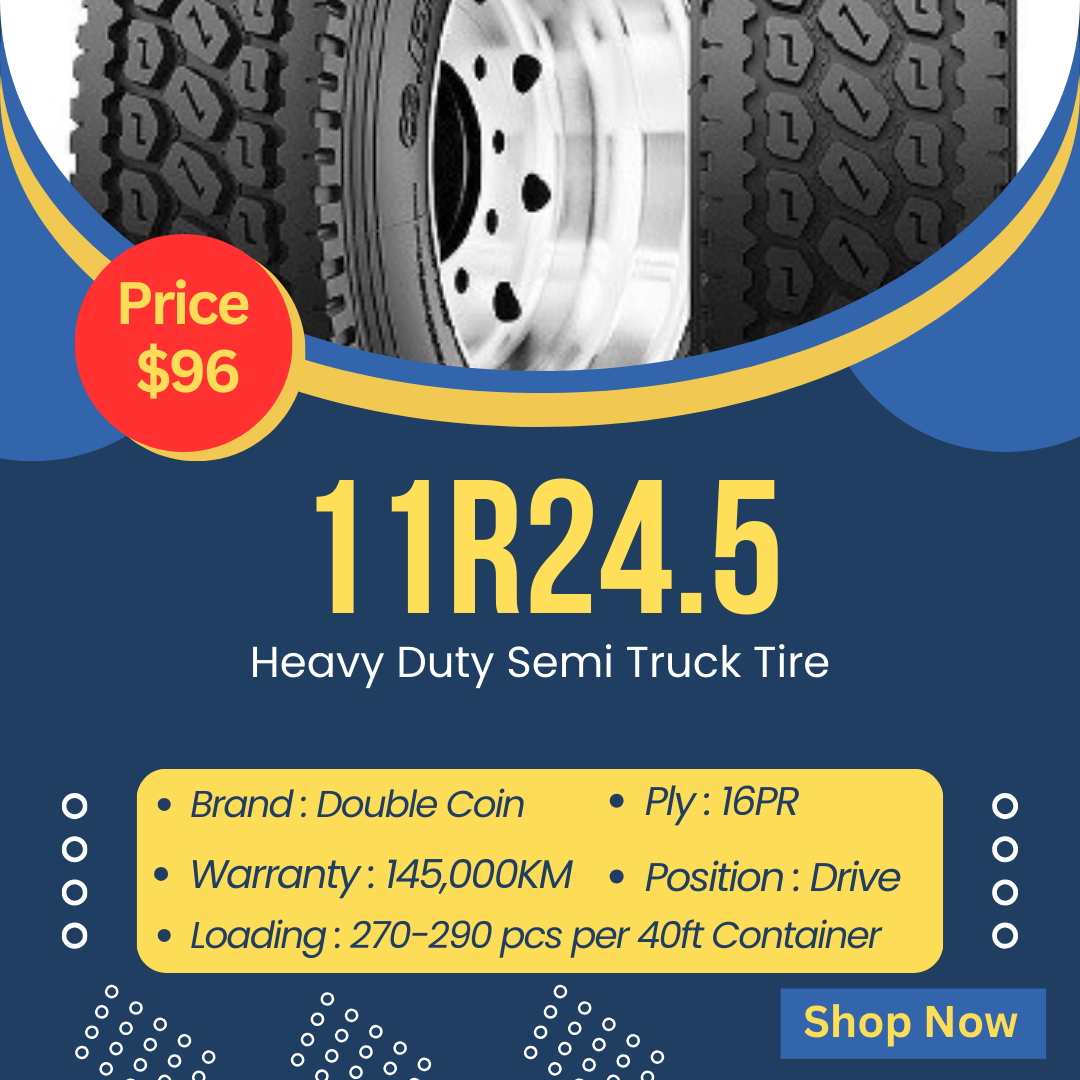 Price
$96
11R24.5
Heavy Duty Semi Truck Tire
Brand : Double Coin
Ply : 16PR
Warranty : 145,000KM
Position : Drive
Loading : 270-290 pcs per 40ft Container
Shop Now